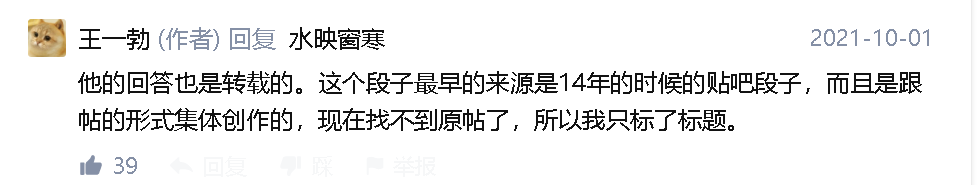 王一勃 (作者) 回复 水映窗寒 2021-10-01
他的回答也是转载的。这个段子最早的来源是14年的时候的贴吧段子，而且是跟
帖的形式集体创作的，现在找不到原帖了，所以我只标了标题。
39 回复 踩 举报